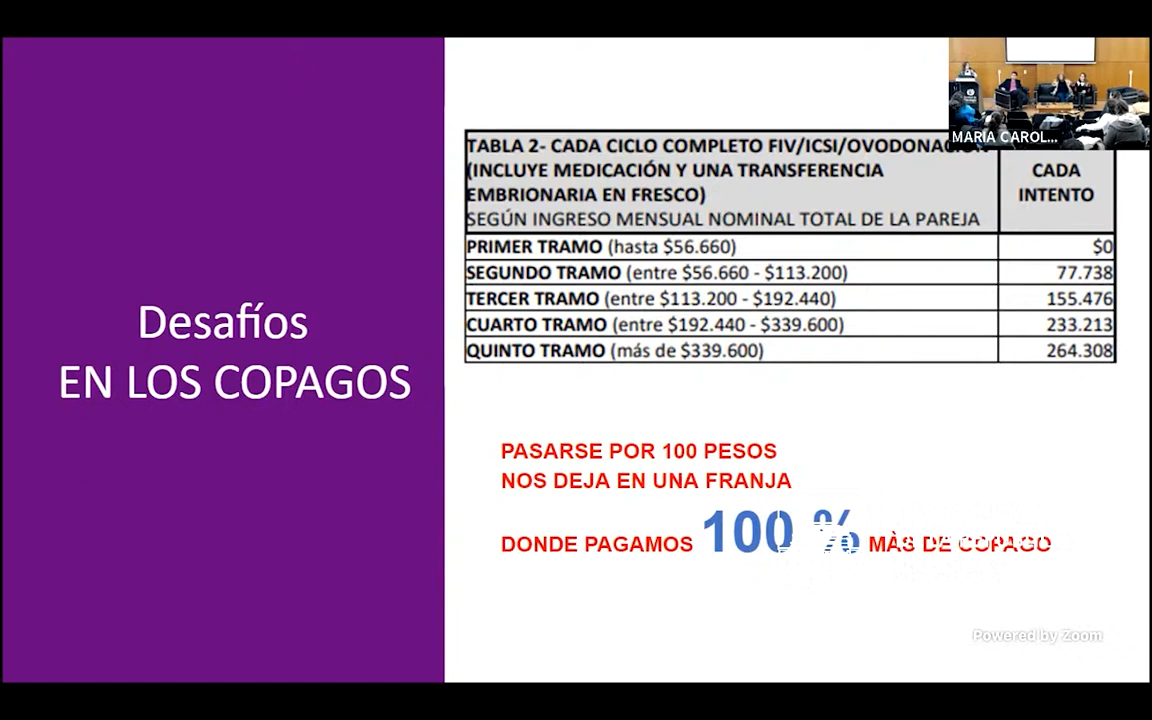 Desafíos
EN LOS COPAGOS
TABLA 2- CADA CICLO COMPLETO FIV/ICSI/OVODONACIÓN
(INCLUYE MEDICACIÓN Y UNA TRANSFERENCIA
EMBRIONARIA EN FRESCO)
SEGÚN INGRESO MENSUAL NOMINAL TOTAL DE LA PAREJA
CADA
INTENTO
PRIMER TRAMO (hasta $56.660) $0
SEGUNDO TRAMO (entre $56.660 - $113.200) 77.738
TERCER TRAMO (entre $113.200 - $192.440) 155.476
CUARTO TRAMO (entre $192.440 - $339.600) 233.213
QUINTO TRAMO (más de $339.600) 264.308
PASARSE POR 100 PESOS
NOS DEJA EN UNA FRANJA
DONDE PAGAMOS 100 % MÀS DE COPAGO
MARIA CAROL...
Powered by Zoom